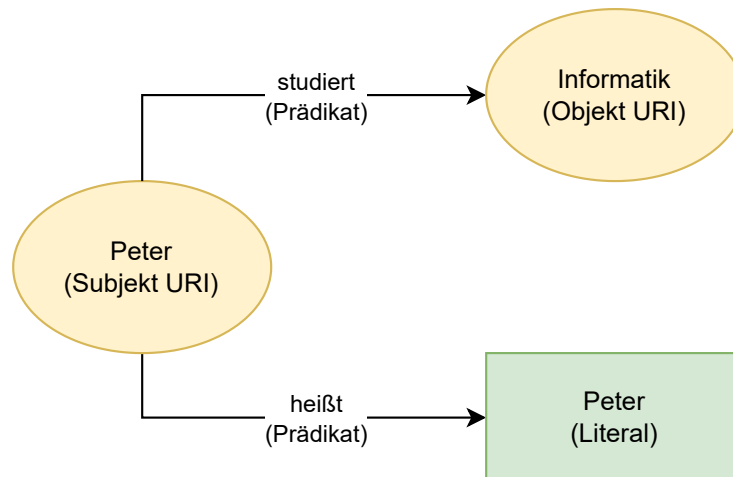 studiert
(Prädikat)
Informatik
(Objekt URI)
Peter
(Subjekt URI)
heißt
(Prädikat)
Peter
(Literal)